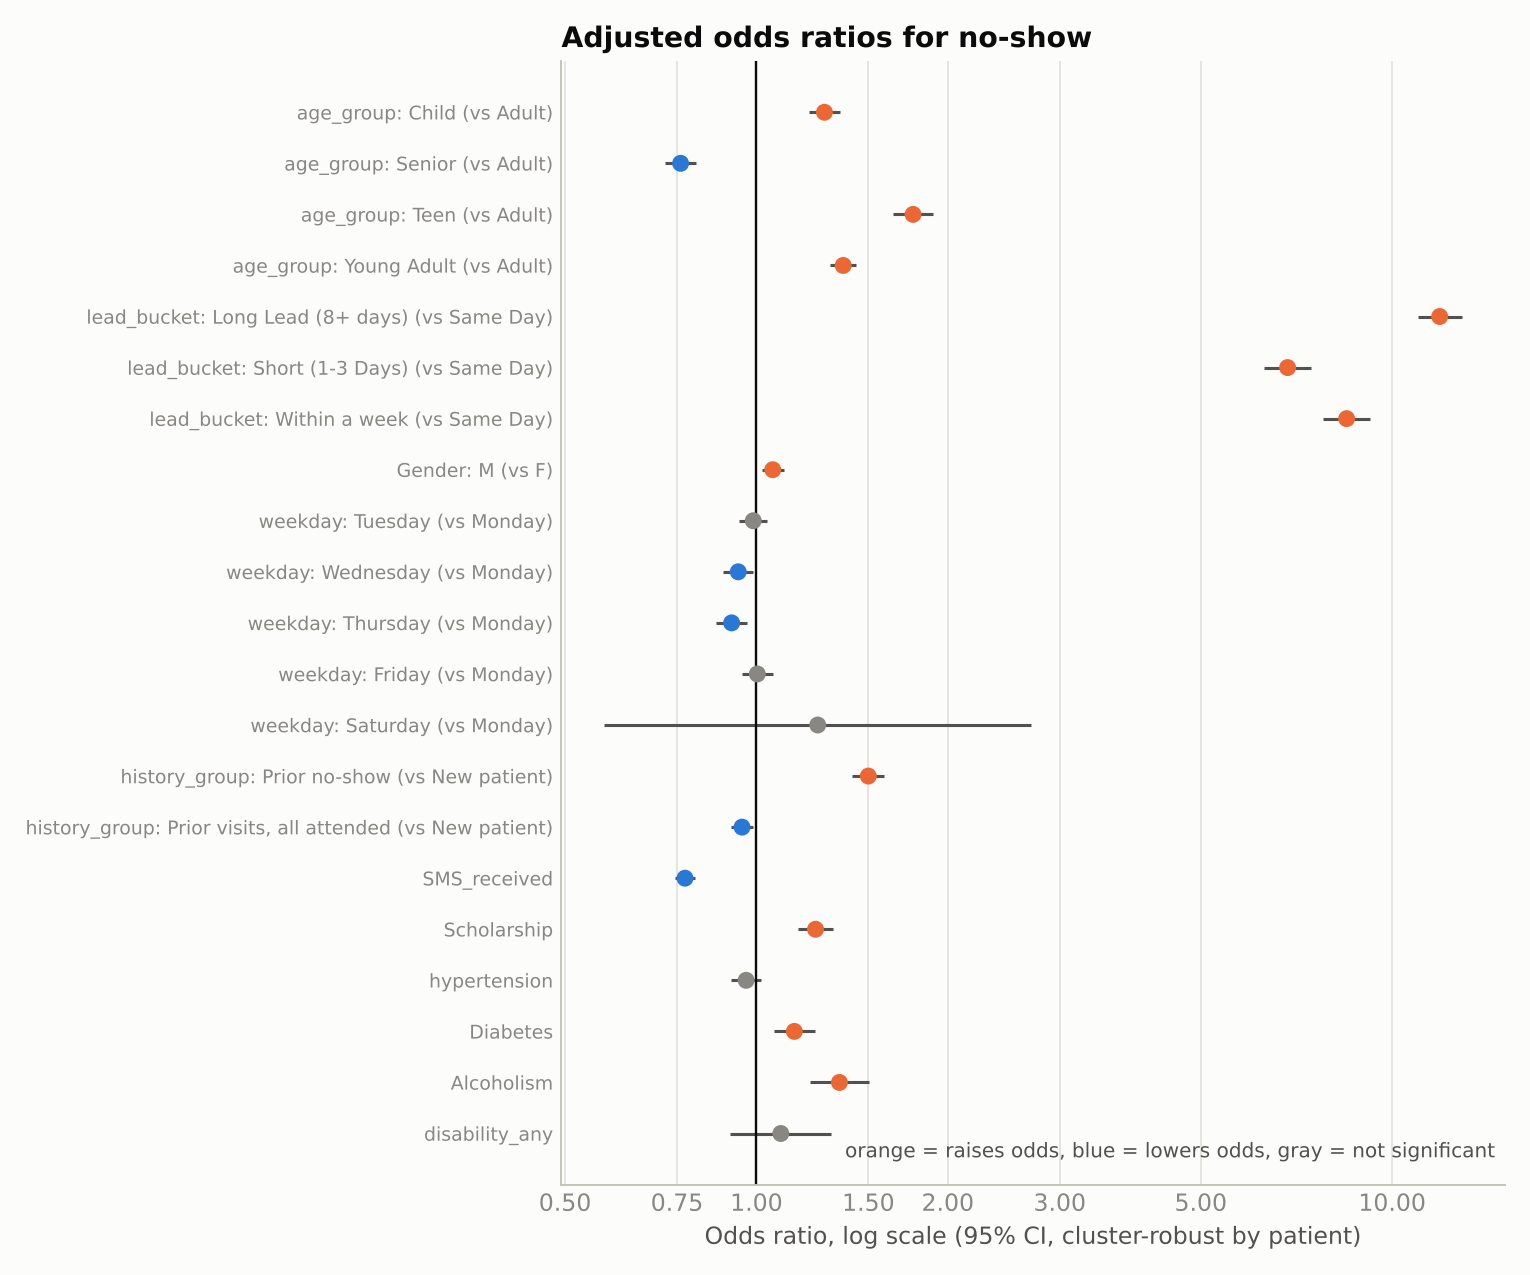 Adjusted odds ratios for no-show
age_group: Child (vs Adult)
age_group: Senior (vs Adult)
age_group: Teen (vs Adult)
age_group: Young Adult (vs Adult)
lead_bucket: Long Lead (8+ days) (vs Same Day)
lead_bucket: Short (1-3 Days) (vs Same Day)
lead_bucket: Within a week (vs Same Day)
Gender: M (vs F)
weekday: Tuesday (vs Monday)
weekday: Wednesday (vs Monday)
weekday: Thursday (vs Monday)
weekday: Friday (vs Monday)
weekday: Saturday (vs Monday)
history_group: Prior no-show (vs New patient)
history_group: Prior visits, all attended (vs New patient)
SMS_received
Scholarship
hypertension
Diabetes
Alcoholism
disability_any
orange = raises odds, blue = lowers odds, gray = not significant
0.50 0.75 1.00 1.50 2.00 3.00 5.00 10.00
Odds ratio, log scale (95% CI, cluster-robust by patient)